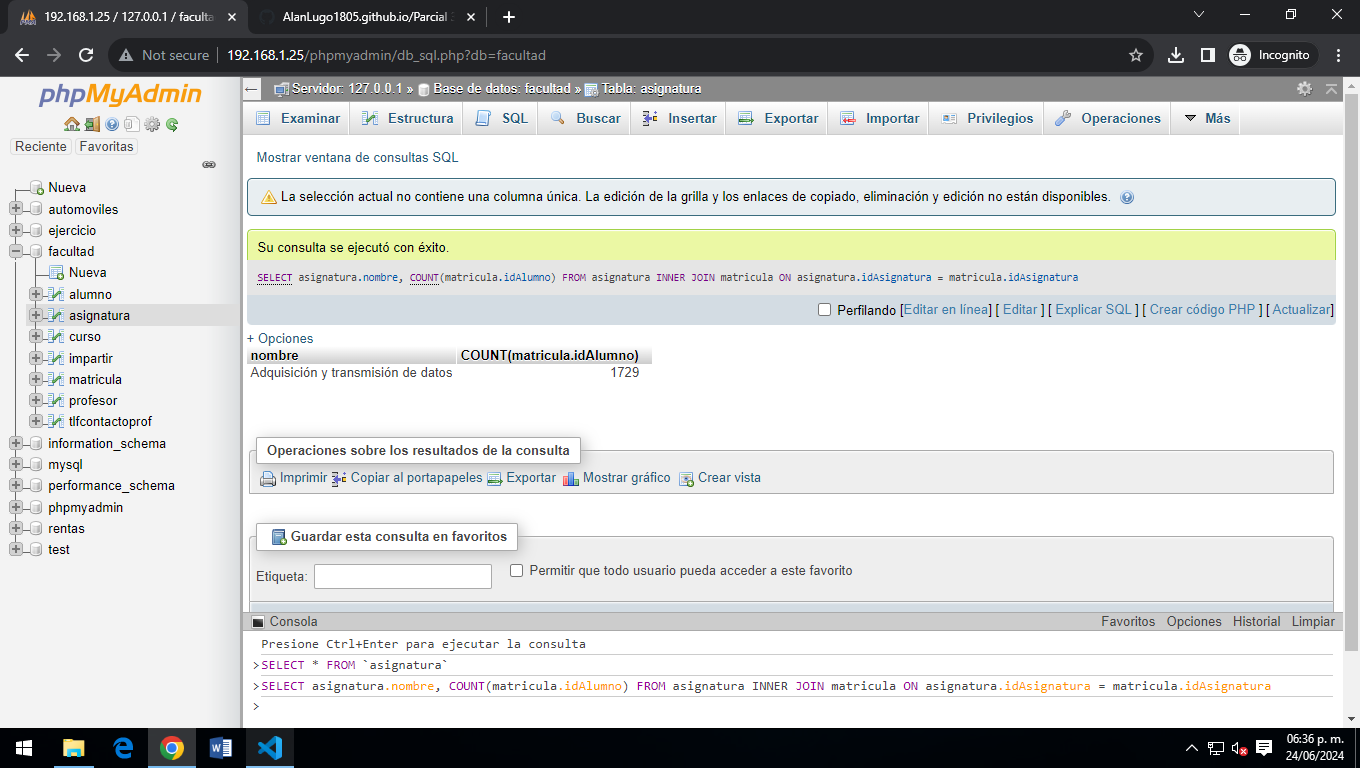 192.168.1.25 / 127.0.0.1 / faculta
AlanLugo1805.github.io/Parcial
Not secure
192.168.1.25/phpmyadmin/db_sql.php?db=facultad
Incognito
phpMyAdmin
Reciente
Favoritas
Nueva
automoviles
ejercicio
facultad
Nueva
alumno
asignatura
curso
impartir
matricula
profesor
tlfcontactoprof
information_schema
mysql
performance_schema
phpmyadmin
rentas
test
Servidor: 127.0.0.1 » Base de datos: facultad » Tabla: asignatura
Examinar
Estructura
SQL
Buscar
Insertar
Exportar
Importar
Privilegios
Operaciones
Más
Mostrar ventana de consultas SQL
La selección actual no contiene una columna única. La edición de la grilla y los enlaces de copiado, eliminación y edición no están disponibles.
Su consulta se ejecutó con éxito.
SELECT asignatura.nombre, COUNT(matricula.idAlumno) FROM asignatura INNER JOIN matricula ON asignatura.idAsignatura = matricula.idAsignatura
Perfilando [Editar en línea] [ Editar ] [ Explicar SQL ] [ Crear código PHP ] [ Actualizar]
+ Opciones
nombre COUNT(matricula.idAlumno)
Adquisición y transmisión de datos 1729
Operaciones sobre los resultados de la consulta
Imprimir
Copiar al portapapeles
Exportar
Mostrar gráfico
Crear vista
Guardar esta consulta en favoritos
Etiqueta:
Permitir que todo usuario pueda acceder a este favorito
Consola
Favoritos
Opciones
Historial
Limpiar
Presione Ctrl+Enter para ejecutar la consulta
>SELECT * FROM `asignatura`
>SELECT asignatura.nombre, COUNT(matricula.idAlumno) FROM asignatura INNER JOIN matricula ON asignatura.idAsignatura = matricula.idAsignatura
>
06:36 p. m.
24/06/2024